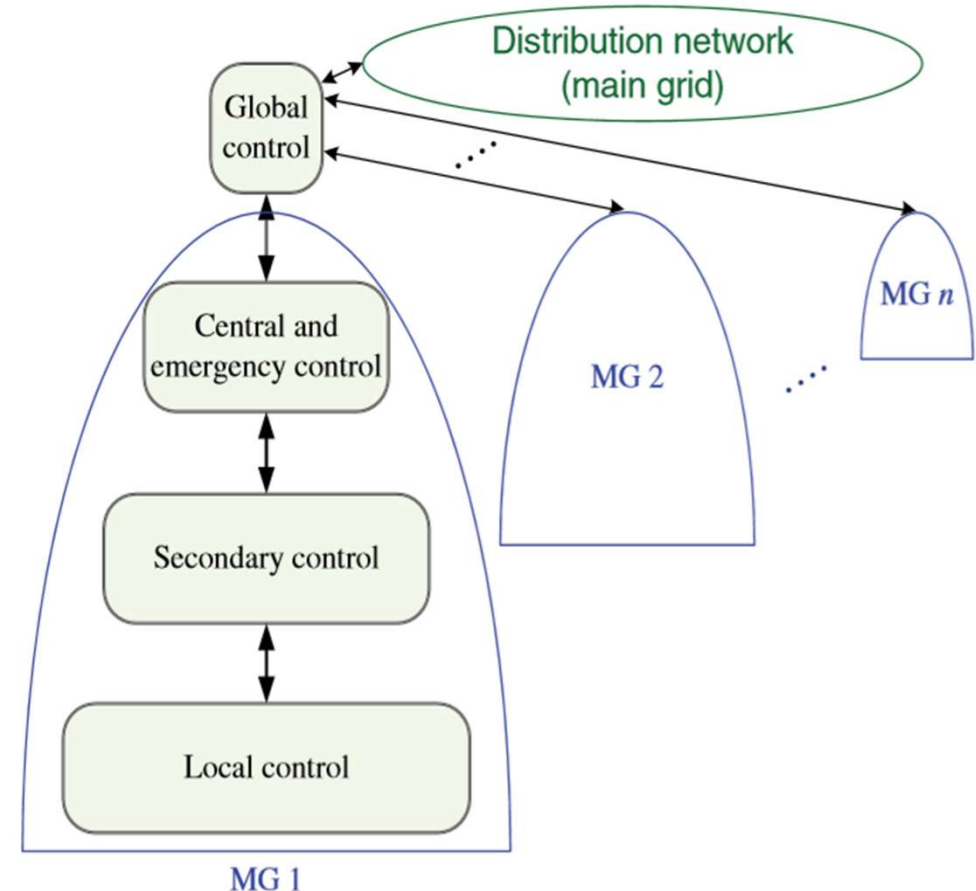 Distribution network
(main grid)
Global
control
Central and
emergency control
Secondary control
Local control
MG 1
MG 2
MG n